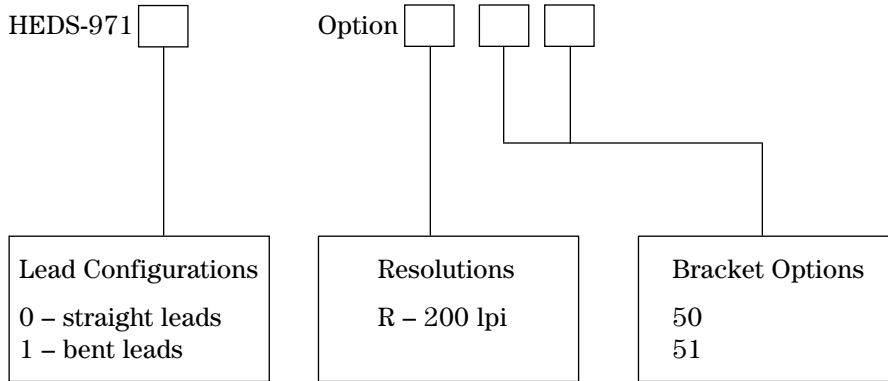 HEDS-971 Option
Lead Configurations
0 – straight leads
1 – bent leads
Resolutions
R – 200 lpi
Bracket Options
50
51